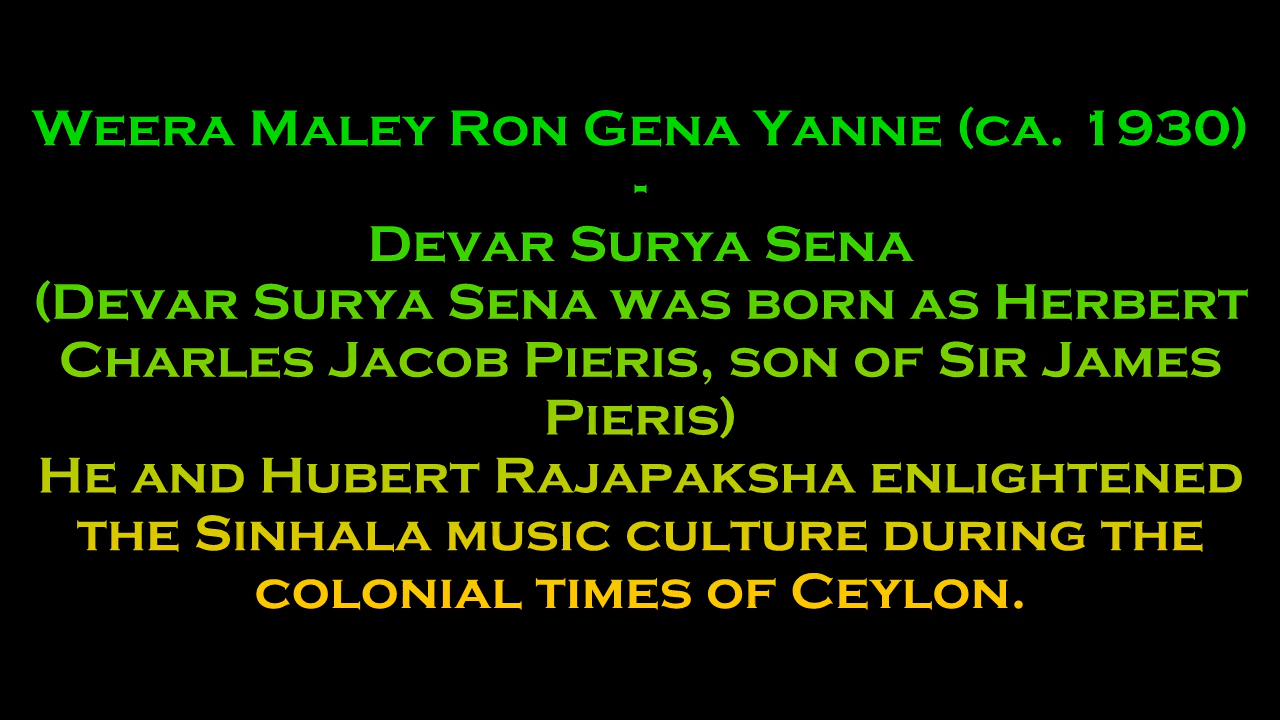 Weera Maley Ron Gena Yanne (ca. 1930)
-
Devar Surya Sena
(Devar Surya Sena was born as Herbert
Charles Jacob Pieris, son of Sir James
Pieris)
He and Hubert Rajapaksha enlightened
the Sinhala music culture during the
colonial times of Ceylon.